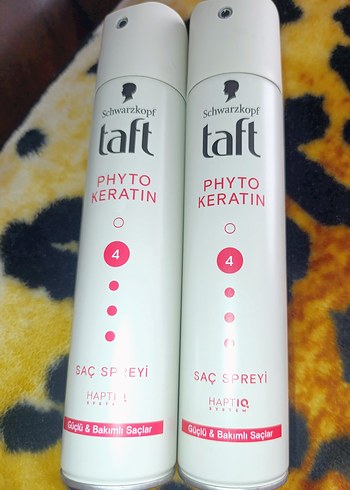 Schwarzkopf
taft
PHYTO
KERATIN
4
SAÇ SPREYİ
HAPTIQ
SYSTEM
Güçlü & Bakımlı Saçlar
Schwarzkopf
taft
PHYTO
KERATIN
4
SAÇ SPREYİ
HAPTIQ
SYSTEM
Güçlü & Bakımlı Saçlar